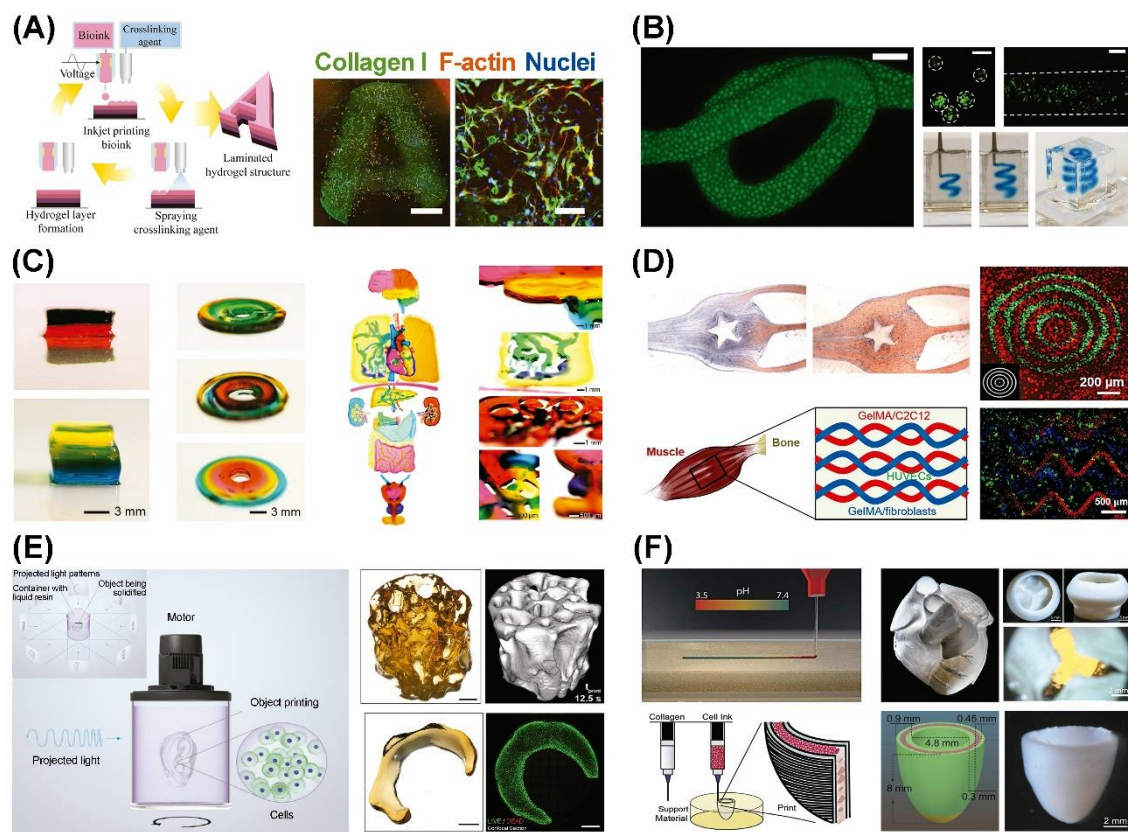 (A)
Bioink
Crosslinking
agent
Voltage
Inkjet printing
bioink
Laminated
hydrogel structure
Hydrogel layer
formation
Spraying
crosslinking agent
Collagen I F-actin Nuclei
(B)
(C)
3 mm
3 mm
1 mm
1 mm
1 mm
500 µm
500 µm
(D)
200 µm
Muscle
Bone
GelMA/C2C12
HUVECs
GelMA/fibroblasts
500 µm
(E)
Projected light patterns
Container with
liquid resin
Object being
solidified
Motor
Object printing
Projected light
Cells
tprint
12.5 s
LIVE / DEAD
Confocal Section
(F)
pH
3.5
7.4
2 mm
Collagen
Cell Ink
Support
Material
Print
0.9 mm
0.45
mm
4.8 mm
8
mm
0.3 mm
2 mm